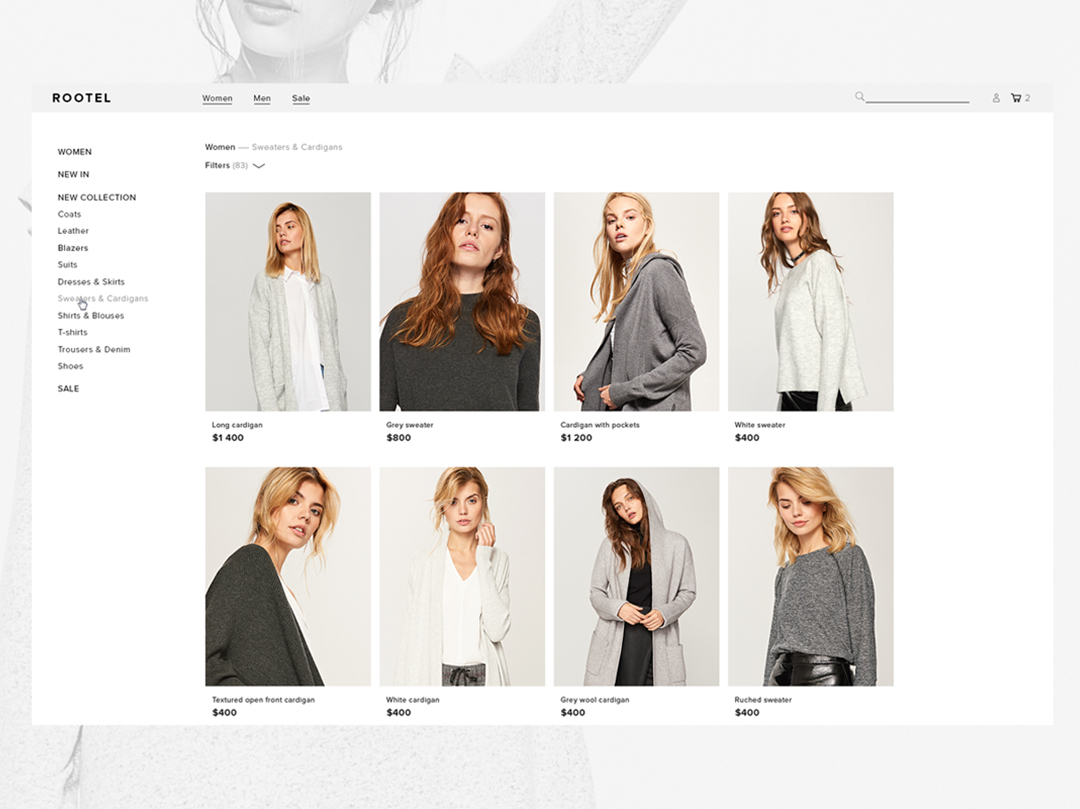 ROOTEL
Women Men Sale
2
WOMEN
NEW IN
NEW COLLECTION
Coats
Leather
Blazers
Suits
Dresses & Skirts
Sweaters & Cardigans
Shirts & Blouses
T-shirts
Trousers & Denim
Shoes
SALE
Women — Sweaters & Cardigans
Filters (83)
Long cardigan
$1 400
Grey sweater
$800
Cardigan with pockets
$1 200
White sweater
$400
Textured open front cardigan
$400
White cardigan
$400
Grey wool cardigan
$400
Ruched sweater
$400